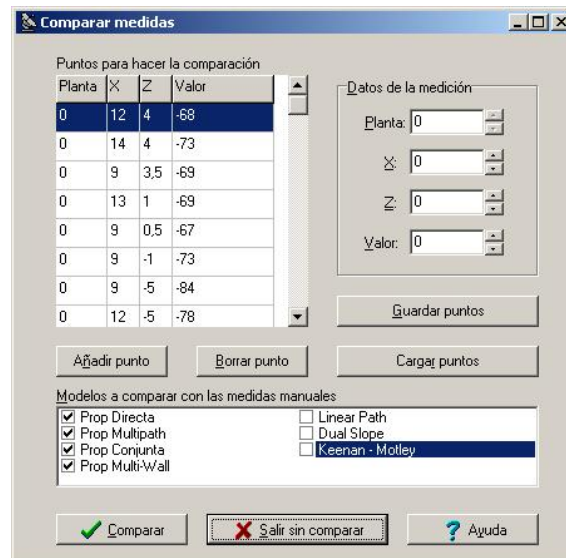 Comparar medidas
Puntos para hacer la comparación
Planta X Z Valor
0 12 4 -68
0 14 4 -73
0 9 3,5 -69
0 13 1 -69
0 9 0,5 -67
0 9 -1 -73
0 9 -5 -84
0 12 -5 -78
Datos de la medición
Planta: 0
X: 0
Z: 0
Valor: 0
Guardar puntos
Añadir punto
Borrar punto
Cargar puntos
Modelos a comparar con las medidas manuales
Prop Directa
Prop Multipath
Prop Conjunta
Prop Multi-Wall
Linear Path
Dual Slope
Keenan - Motley
Comparar
Salir sin comparar
Ayuda